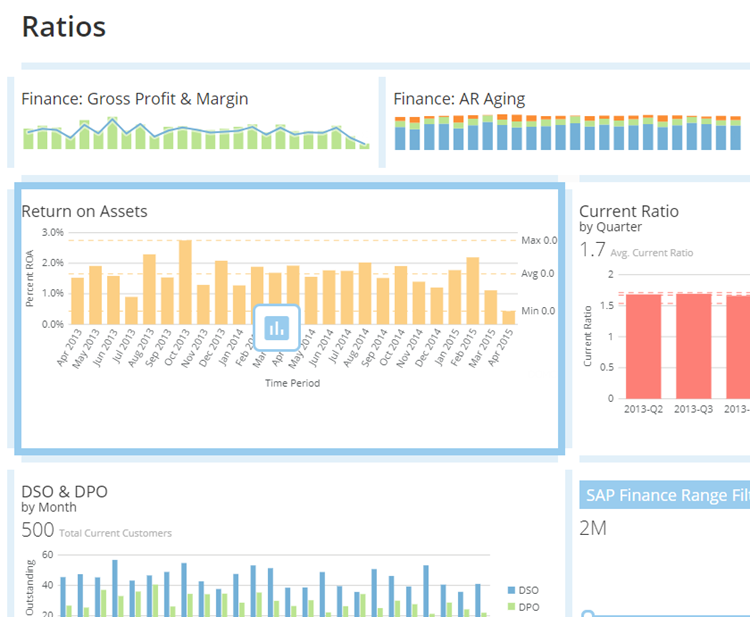 Ratios
Finance: Gross Profit & Margin
Finance: AR Aging
Return on Assets
3.0%
2.0%
1.0%
0.0%
Percent ROA
Max 0.0
Avg 0.0
Min 0.0
Apr 2013
May 2013
Jun 2013
Jul 2013
Aug 2013
Sep 2013
Oct 2013
Nov 2013
Dec 2013
Jan 2014
Feb
Mar
Apr
May 2014
Jun 2014
Jul 2014
Aug 2014
Sep 2014
Oct 2014
Nov 2014
Dec 2014
Jan 2015
Feb 2015
Mar 2015
Apr 2015
Time Period
Current Ratio
by Quarter
1.7 Avg. Current Ratio
2
1.5
1
0.5
0
Current Ratio
2013-Q2
2013-Q3
2013-
DSO & DPO
by Month
500 Total Current Customers
60
40
20
Outstanding
DSO
DPO
SAP Finance Range Filt
2M